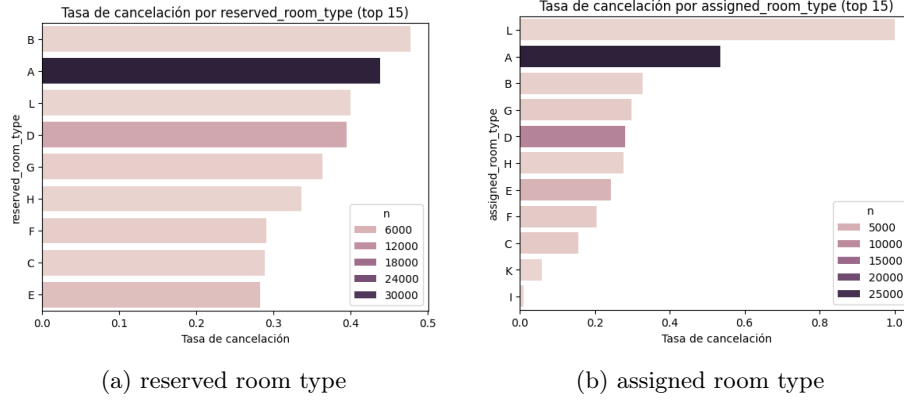 Tasa de cancelación por reserved_room_type (top 15)
reserved_room_type
B
A
L
D
G
H
F
C
E
n
6000
12000
18000
24000
30000
0.0 0.1 0.2 0.3 0.4 0.5
Tasa de cancelación
(a) reserved room type
Tasa de cancelación por assigned_room_type (top 15)
assigned_room_type
L
A
B
G
D
H
E
F
C
K
I
n
5000
10000
15000
20000
25000
0.0 0.2 0.4 0.6 0.8 1.0
Tasa de cancelación
(b) assigned room type